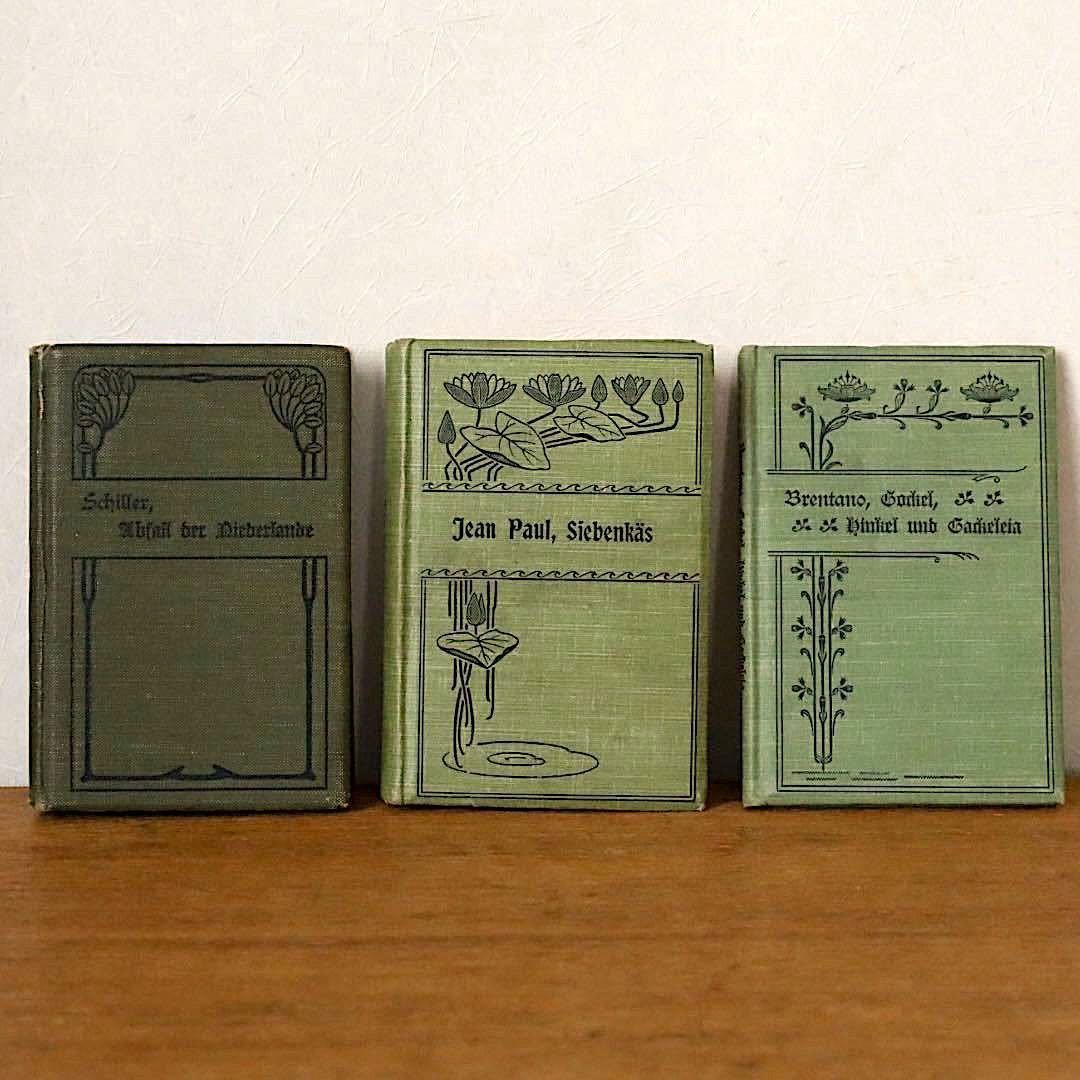 Schiller,
Abfall der Niederlande
Jean Paul, Siebenkäs
Brentano, Gockel,
Hinkel und Gackeleia